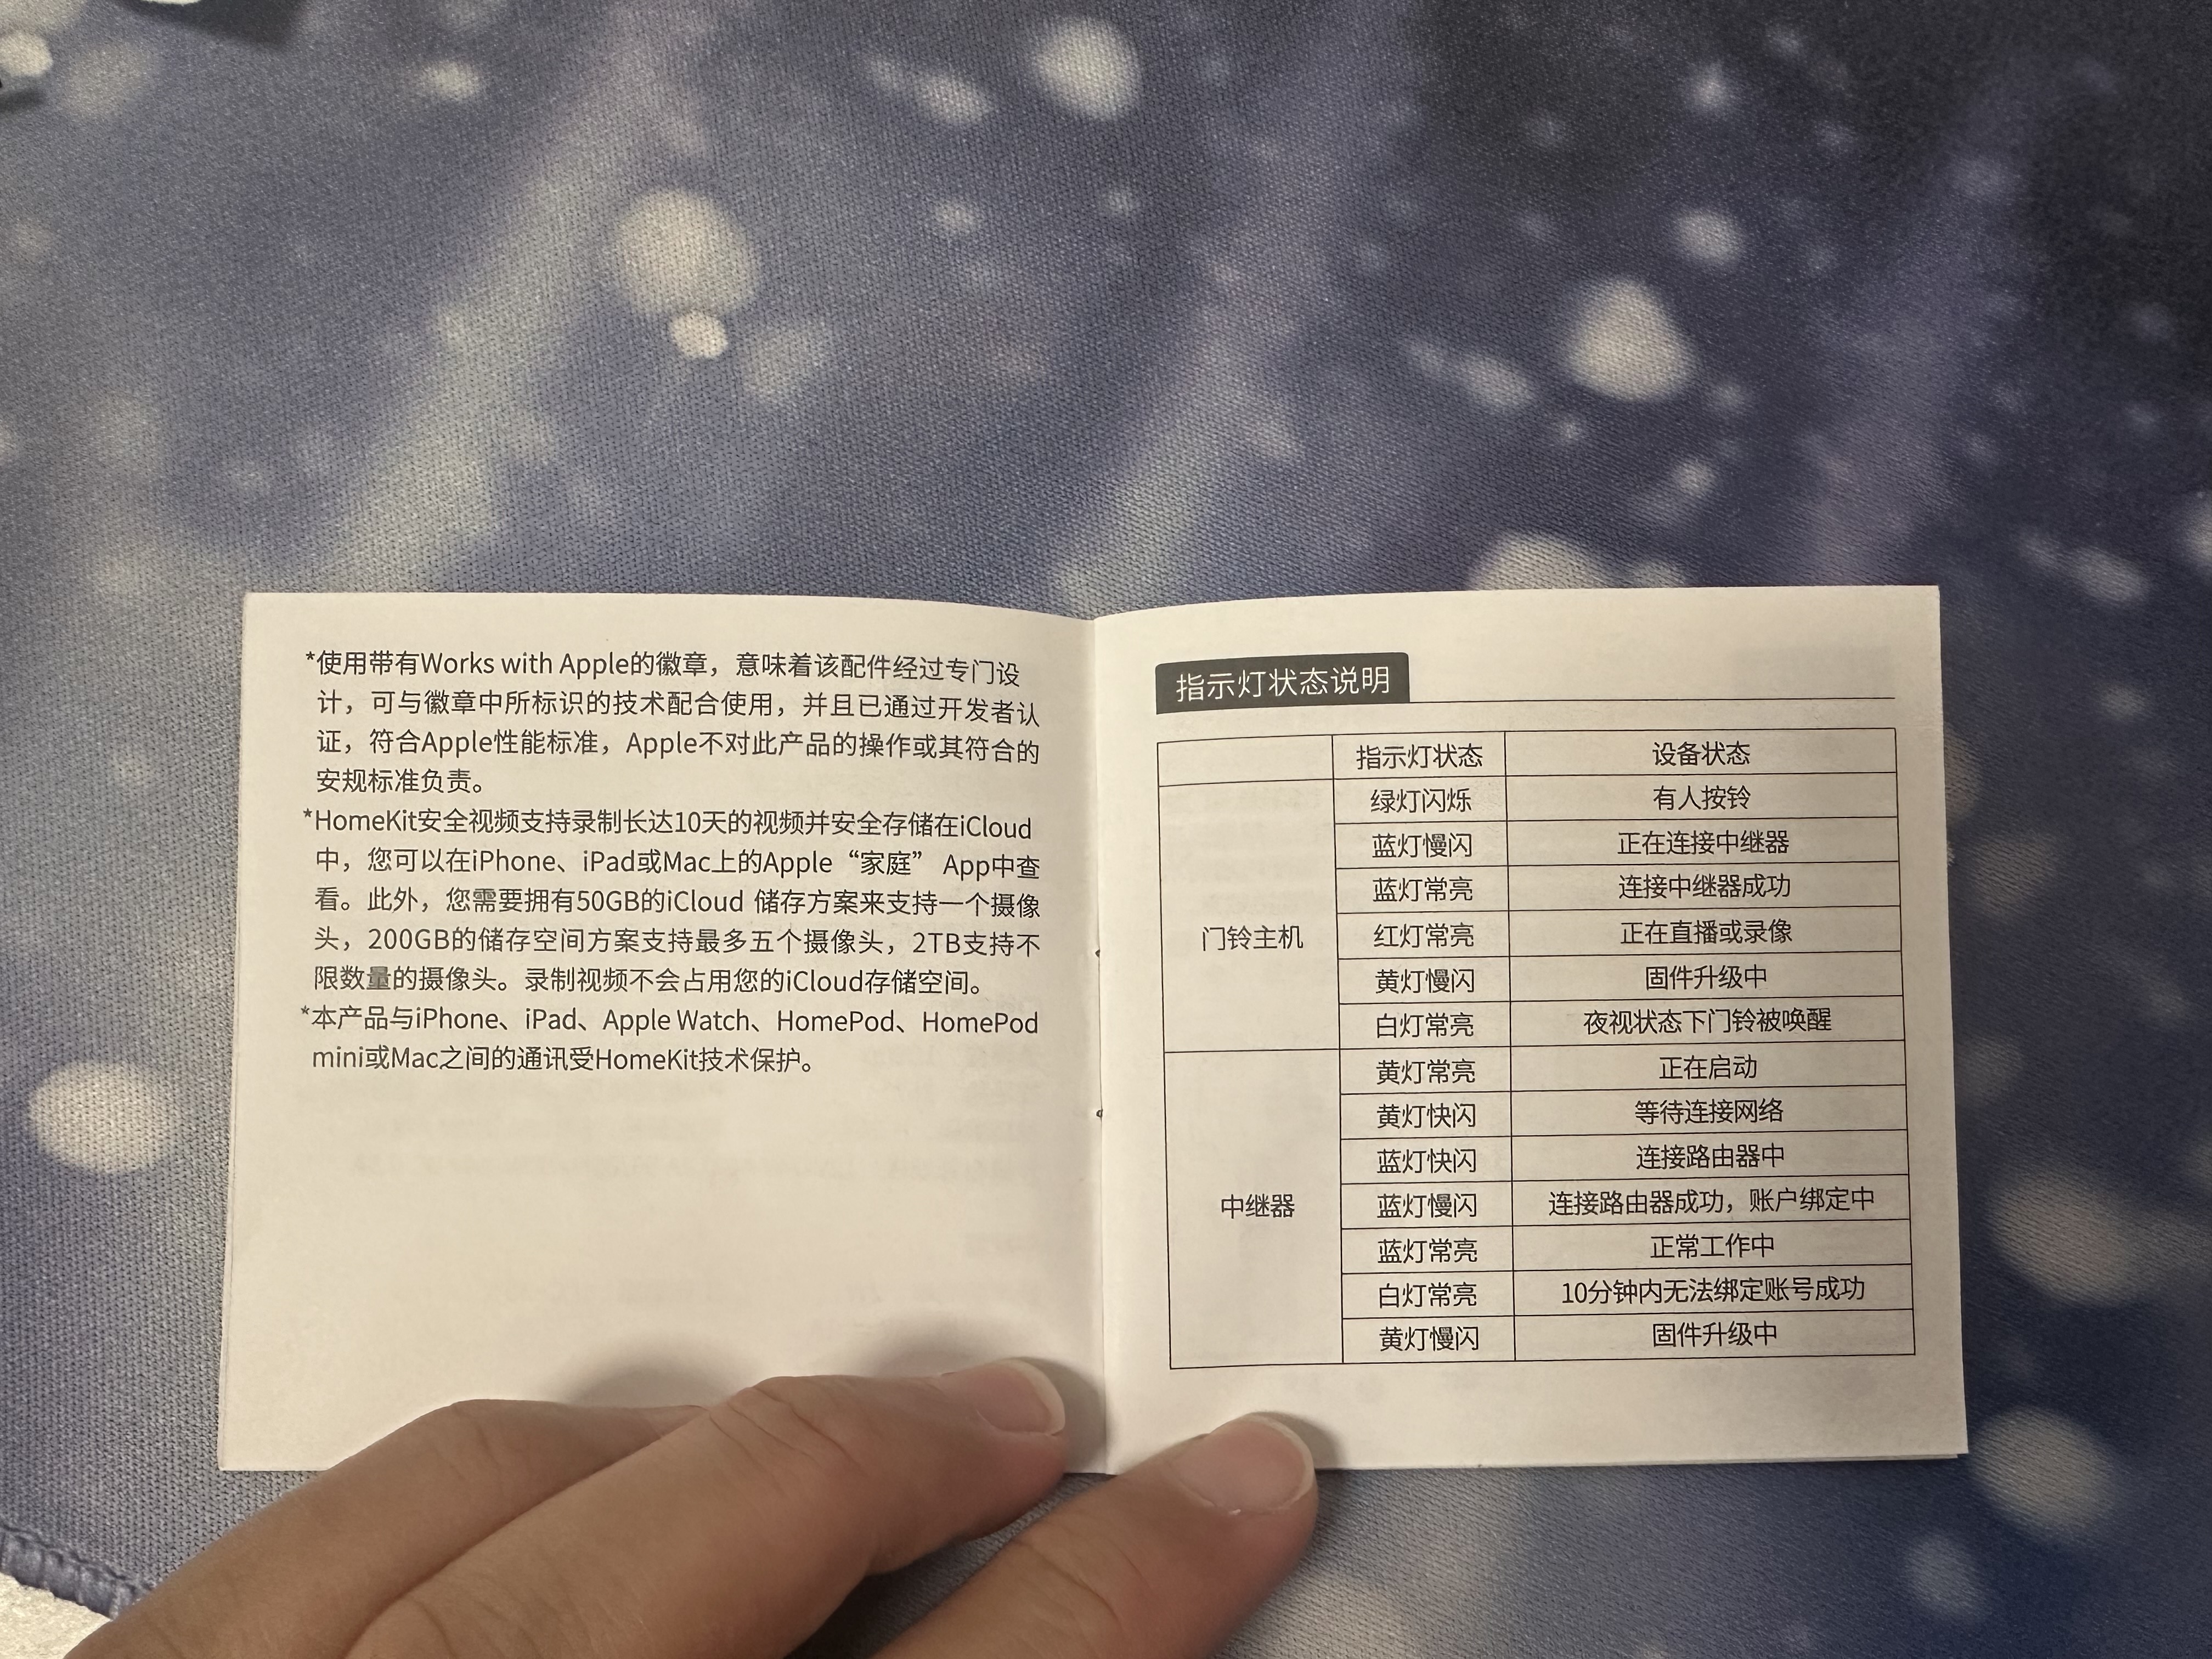 *使用带有Works with Apple的徽章，意味着该配件经过专门设
计，可与徽章中所标识的技术配合使用，并且已通过开发者认
证，符合Apple性能标准，Apple不对此产品的操作或其符合的
安规标准负责。
*HomeKit安全视频支持录制长达10天的视频并安全存储在iCloud
中，您可以在iPhone、iPad或Mac上的Apple“家庭” App中查
看。此外，您需要拥有50GB的iCloud 储存方案来支持一个摄像
头，200GB的储存空间方案支持最多五个摄像头，2TB支持不
限数量的摄像头。录制视频不会占用您的iCloud存储空间。
*本产品与iPhone、iPad、Apple Watch、HomePod、HomePod
mini或Mac之间的通讯受HomeKit技术保护。
指示灯状态说明
指示灯状态 设备状态
门铃主机
绿灯闪烁 有人按铃
蓝灯慢闪 正在连接中继器
蓝灯常亮 连接中继器成功
红灯常亮 正在直播或录像
黄灯慢闪 固件升级中
白灯常亮 夜视状态下门铃被唤醒
中继器
黄灯常亮 正在启动
黄灯快闪 等待连接网络
蓝灯快闪 连接路由器中
蓝灯慢闪 连接路由器成功，账户绑定中
蓝灯常亮 正常工作中
白灯常亮 10分钟内无法绑定账号成功
黄灯慢闪 固件升级中